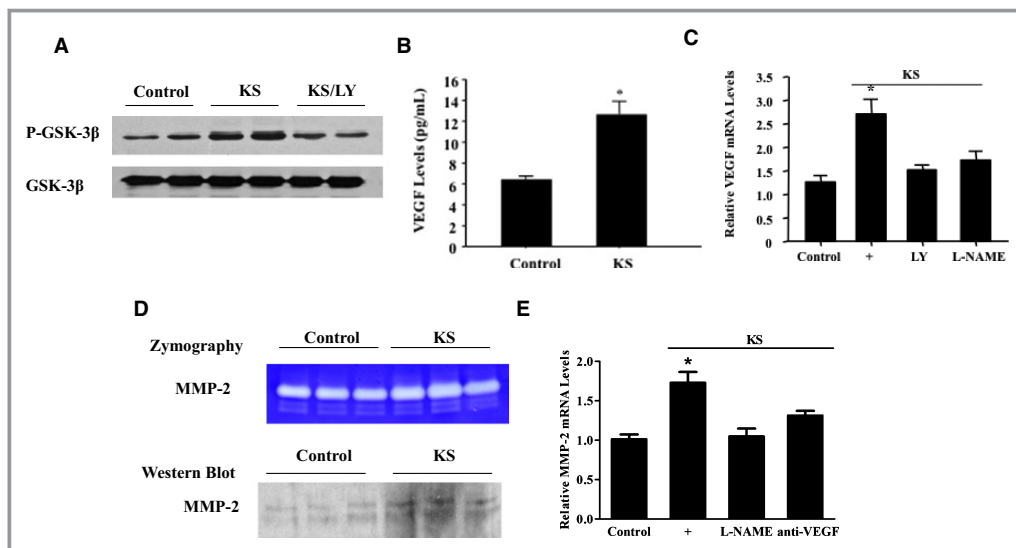 A
Control KS KS/LY
P-GSK-3β
GSK-3β
B
VEGF Levels (pg/mL)
16
14
12
10
8
6
4
2
0
*
Control KS
C
KS
Relative VEGF mRNA Levels
3.5
3.0
2.5
2.0
1.5
1.0
0.5
0
*
Control + LY L-NAME
D
Control KS
Zymography
MMP-2
Control KS
Western Blot
MMP-2
E
KS
Relative MMP-2 mRNA Levels
2.0
1.5
1.0
0.5
0.0
*
Control + L-NAME anti-VEGF